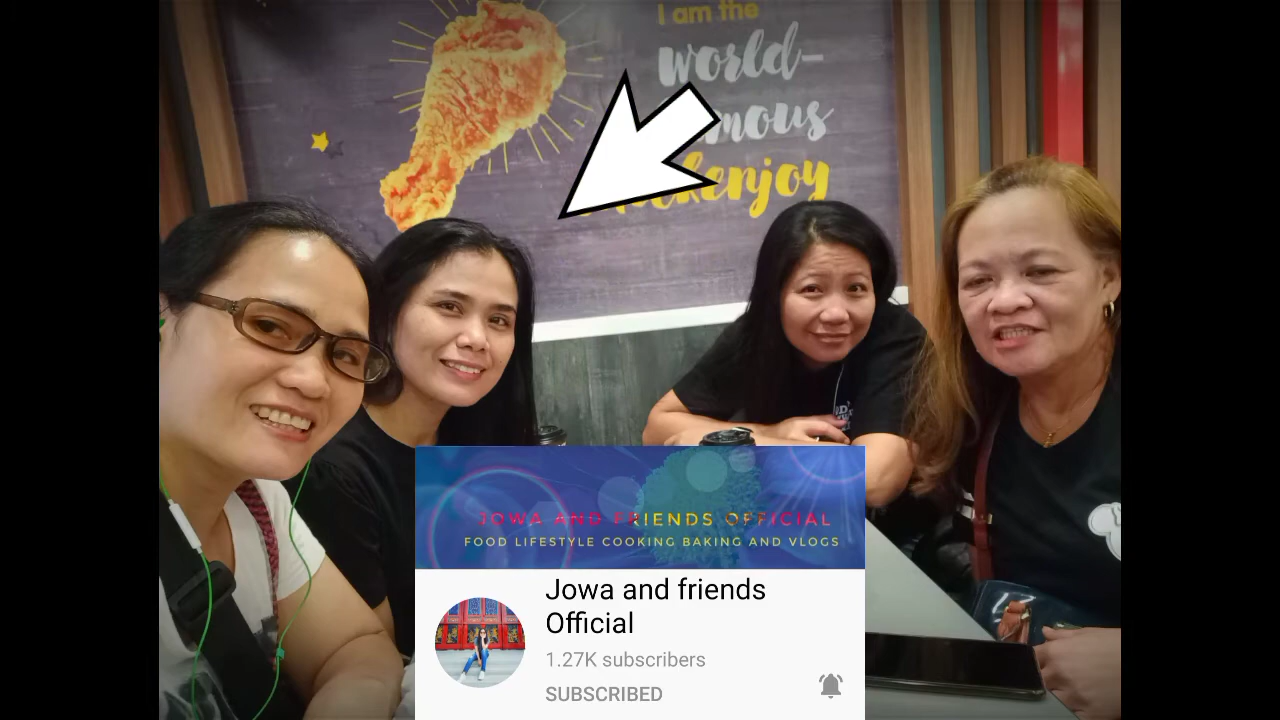 I am the
world-
mous
kenjoy
JOWA AND FRIENDS OFFICIAL
FOOD LIFESTYLE COOKING BAKING AND VLOGS
Jowa and friends
Official
1.27K subscribers
SUBSCRIBED